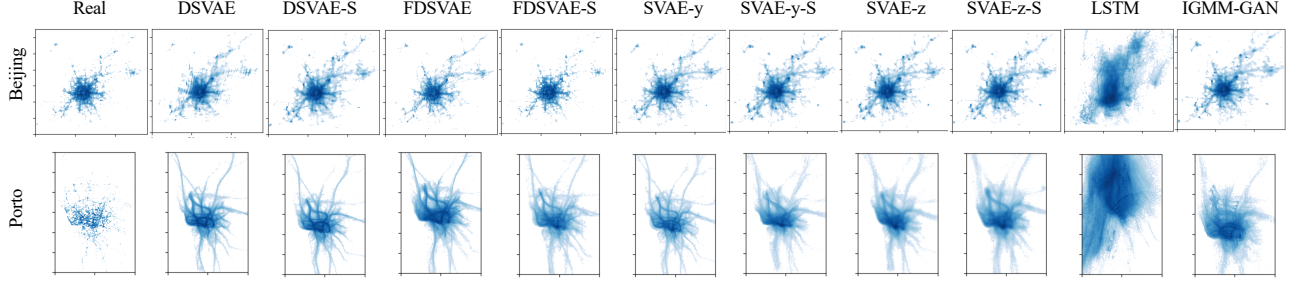 Real DSVAE DSVAE-S FDSVAE FDSVAE-S SVAE-y SVAE-y-S SVAE-z SVAE-z-S LSTM IGMM-GAN
Beijing
Porto